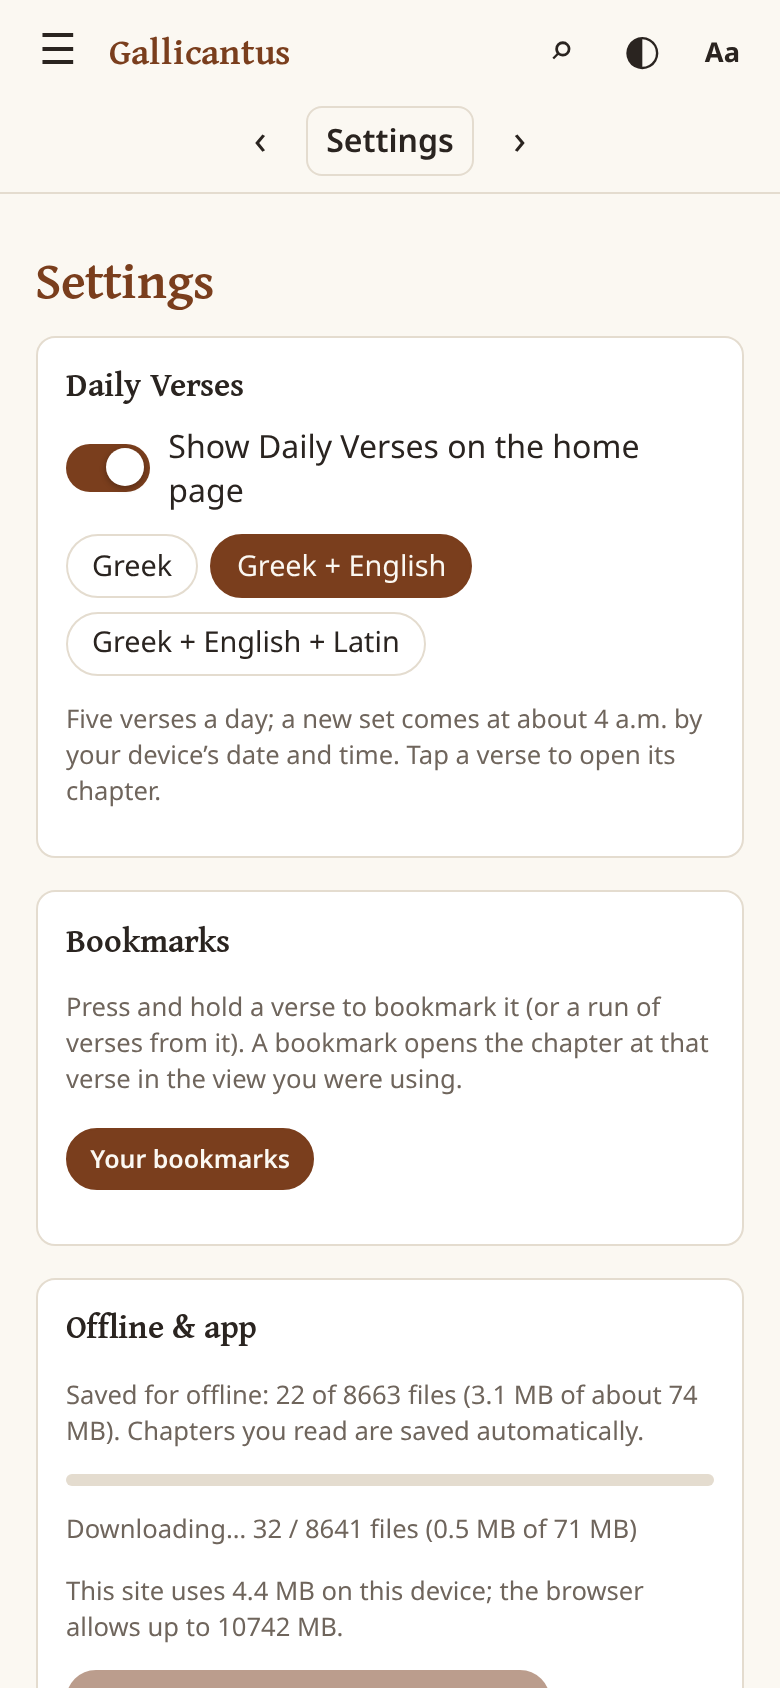 ☰ Gallicantus Aa
‹ Settings ›
Settings
Daily Verses
Show Daily Verses on the home
page
Greek
Greek + English
Greek + English + Latin
Five verses a day; a new set comes at about 4 a.m. by
your device’s date and time. Tap a verse to open its
chapter.
Bookmarks
Press and hold a verse to bookmark it (or a run of
verses from it). A bookmark opens the chapter at that
verse in the view you were using.
Your bookmarks
Offline & app
Saved for offline: 22 of 8663 files (3.1 MB of about 74
MB). Chapters you read are saved automatically.
Downloading… 32 / 8641 files (0.5 MB of 71 MB)
This site uses 4.4 MB on this device; the browser
allows up to 10742 MB.